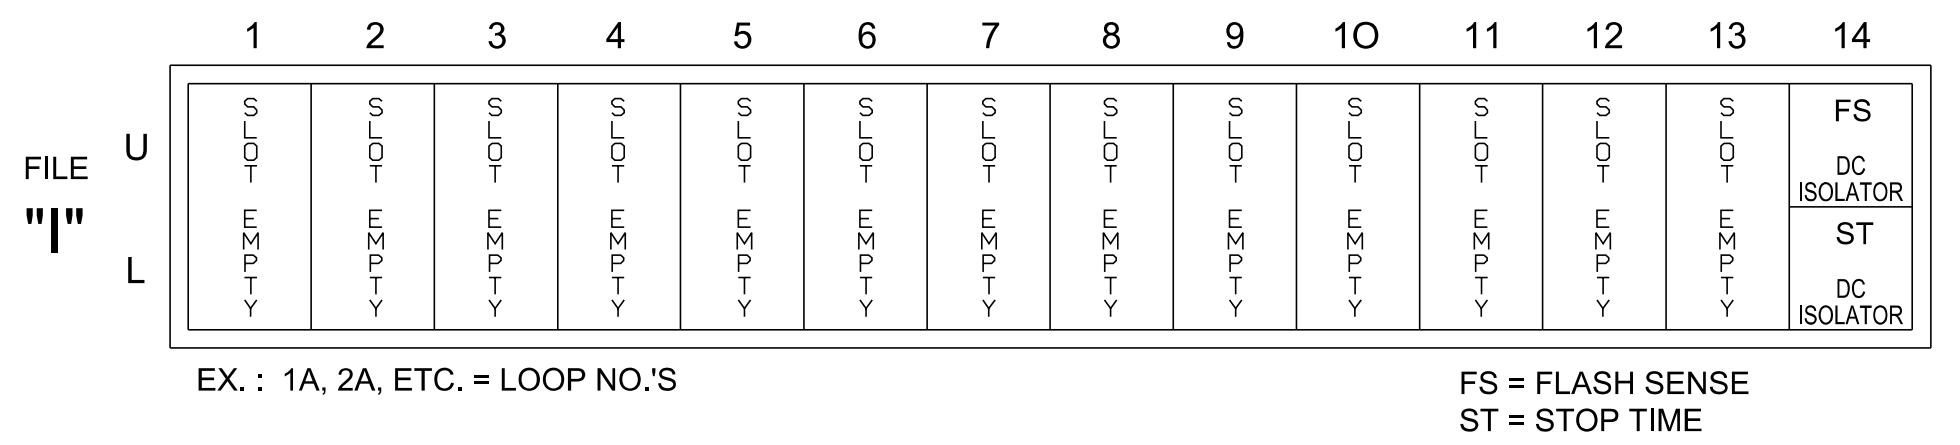 1 2 3 4 5 6 7 8 9 10 11 12 13 14
FILE
"I"
U
L
SLOT EMPTY
SLOT EMPTY
SLOT EMPTY
SLOT EMPTY
SLOT EMPTY
SLOT EMPTY
SLOT EMPTY
SLOT EMPTY
SLOT EMPTY
SLOT EMPTY
SLOT EMPTY
SLOT EMPTY
SLOT EMPTY
FS
DC
ISOLATOR
ST
DC
ISOLATOR
EX. : 1A, 2A, ETC. = LOOP NO.'S
FS = FLASH SENSE
ST = STOP TIME